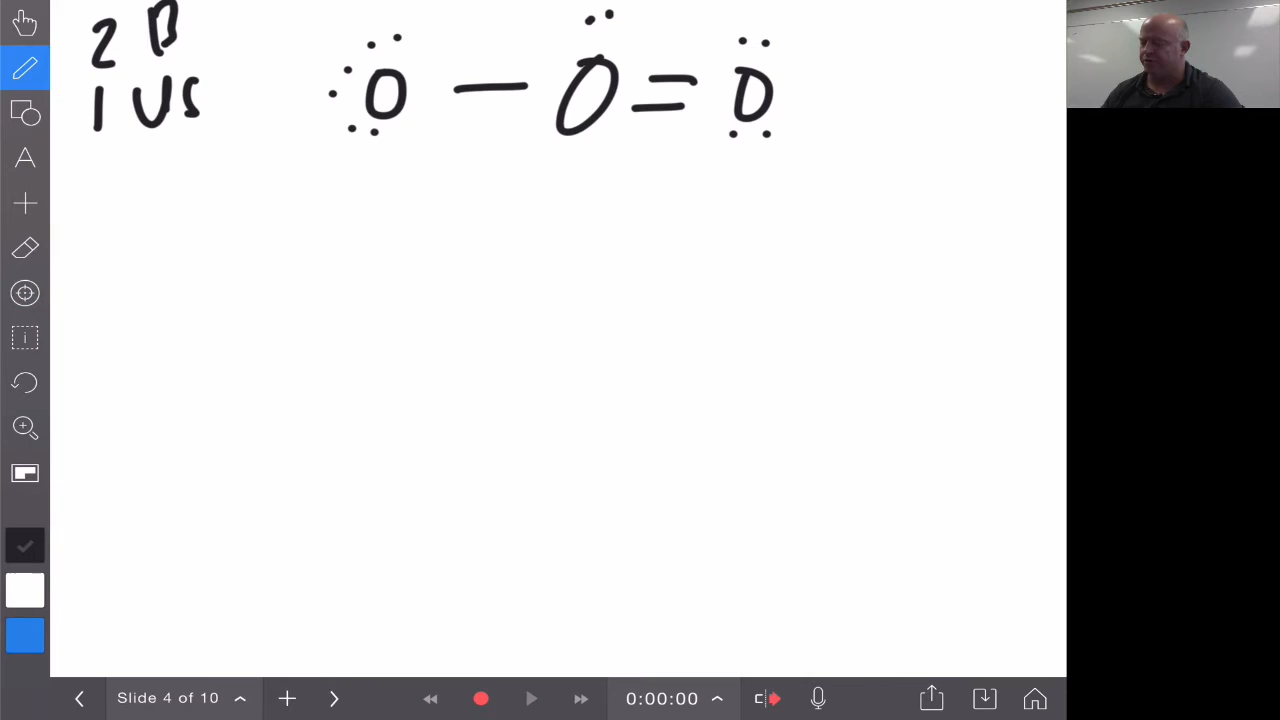 2 B
1 US
:Ö – Ö = Ö
A
i
Slide 4 of 10
0:00:00